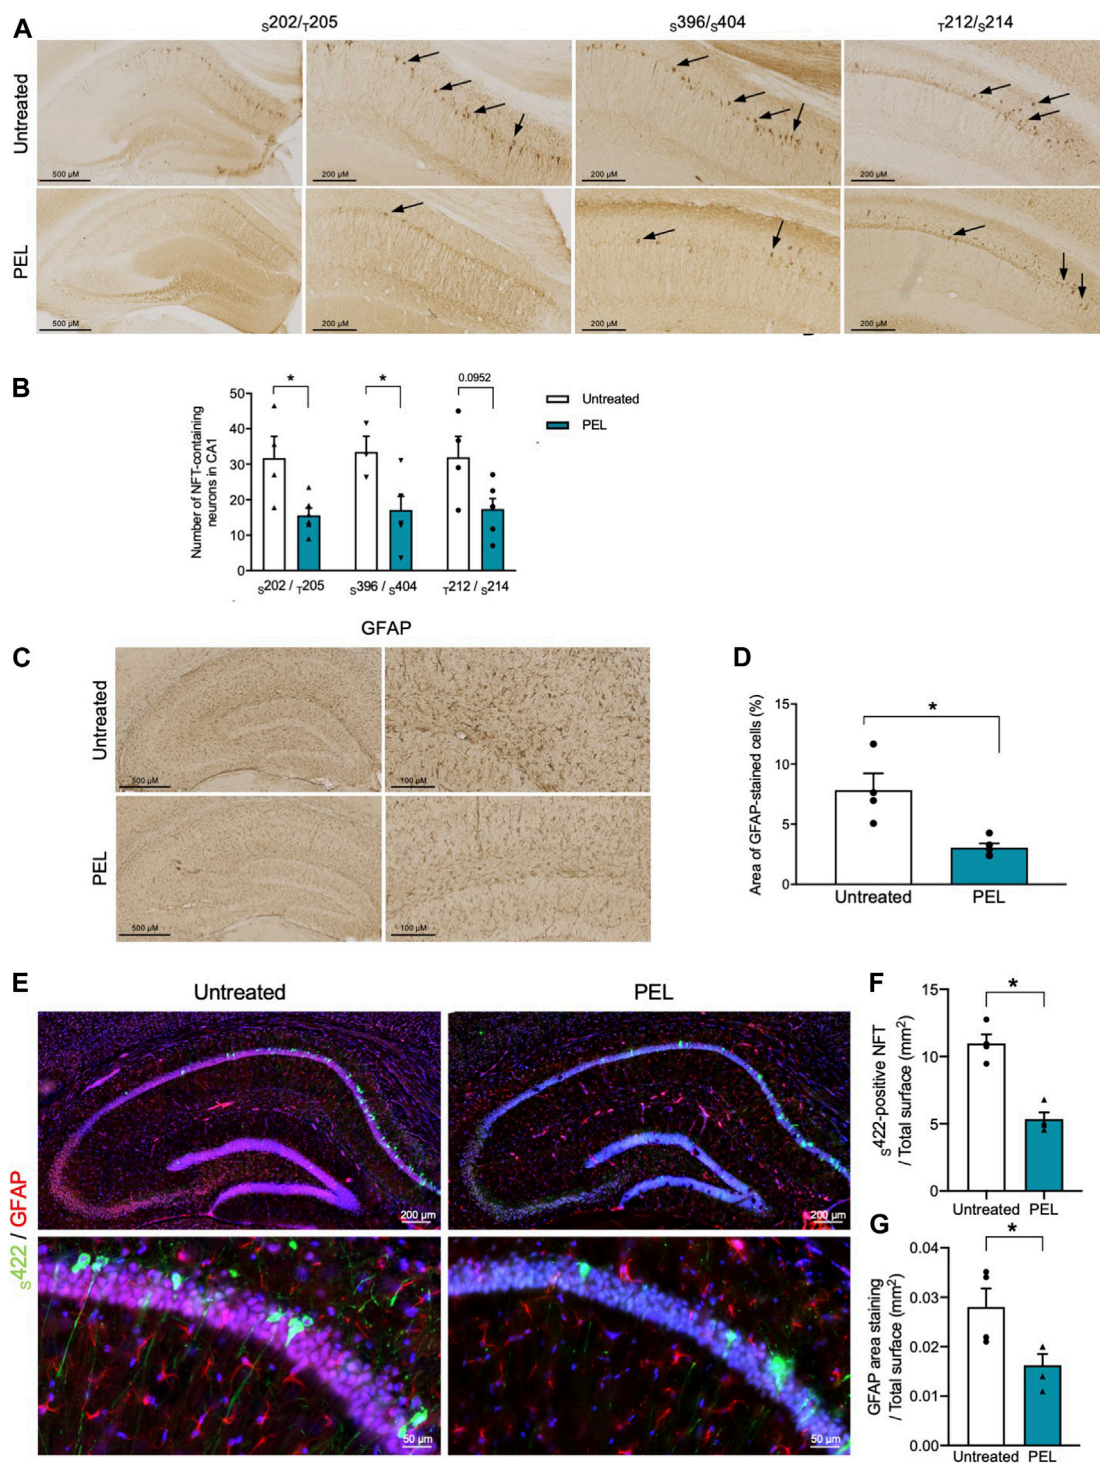 A
S202/T205
S396/S404
T212/S214
Untreated
500 µM
200 µM
200 µM
200 µM
PEL
500 µM
200 µM
200 µM
200 µM
B
Number of NFT-containing
neurons in CA1
50
40
30
20
10
0
*
*
0.0952
Untreated
PEL
S202 / T205
S396 / S404
T212 / S214
GFAP
C
Untreated
500 µM
100 µM
PEL
500 µM
100 µM
D
Area of GFAP-stained cells (%)
15
10
5
0
*
Untreated
PEL
E
Untreated
PEL
S422 / GFAP
200 µm
200 µm
50 µm
50 µm
F
S422-positive NFT
/ Total surface (mm2)
15
10
5
0
*
Untreated
PEL
G
GFAP area staining
/ Total surface (mm2)
0.04
0.03
0.02
0.01
0.00
*
Untreated
PEL